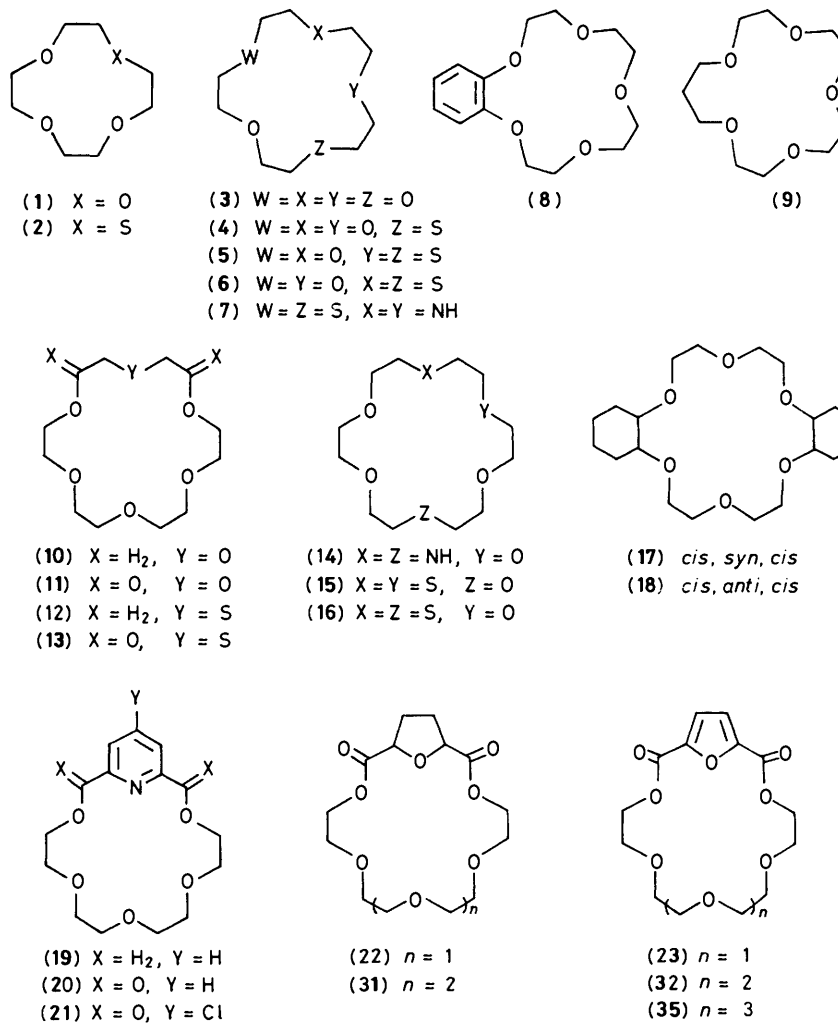 O X O O
W X Y Z O
O O O O O
O O O O O
(1) X = O
(2) X = S
(3) W = X = Y = Z = O
(4) W = X = Y = O, Z = S
(5) W = X = O, Y = Z = S
(6) W = Y = O, X = Z = S
(7) W = Z = S, X = Y = NH
(8)
(9)
X Y X O O O O O
X O Y O O Z
O O O O O O
(10) X = H2, Y = O
(11) X = O, Y = O
(12) X = H2, Y = S
(13) X = O, Y = S
(14) X = Z = NH, Y = O
(15) X = Y = S, Z = O
(16) X = Z = S, Y = O
(17) cis, syn, cis
(18) cis, anti, cis
Y X N X O O O O O
O O O O O O O O n
O O O O O O O O n
(19) X = H2, Y = H
(20) X = O, Y = H
(21) X = O, Y = Cl
(22) n = 1
(31) n = 2
(23) n = 1
(32) n = 2
(35) n = 3